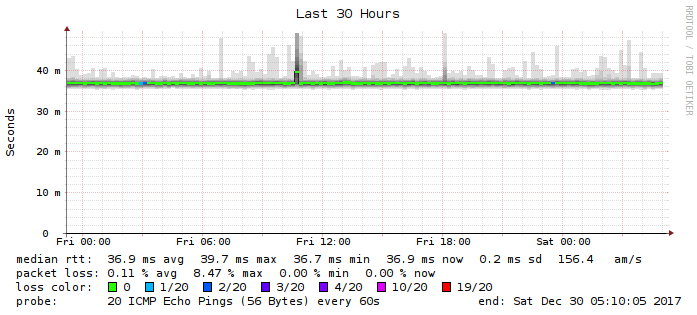 Last 30 Hours
RRDTOOL / TOBI OETIKER
Seconds
40 m
30 m
20 m
10 m
0
Fri 00:00 Fri 06:00 Fri 12:00 Fri 18:00 Sat 00:00
median rtt: 36.9 ms avg 39.7 ms max 36.7 ms min 36.9 ms now 0.2 ms sd 156.4 am/s
packet loss: 0.11 % avg 8.47 % max 0.00 % min 0.00 % now
loss color: 0 1/20 2/20 3/20 4/20 10/20 19/20
probe: 20 ICMP Echo Pings (56 Bytes) every 60s end: Sat Dec 30 05:10:05 2017